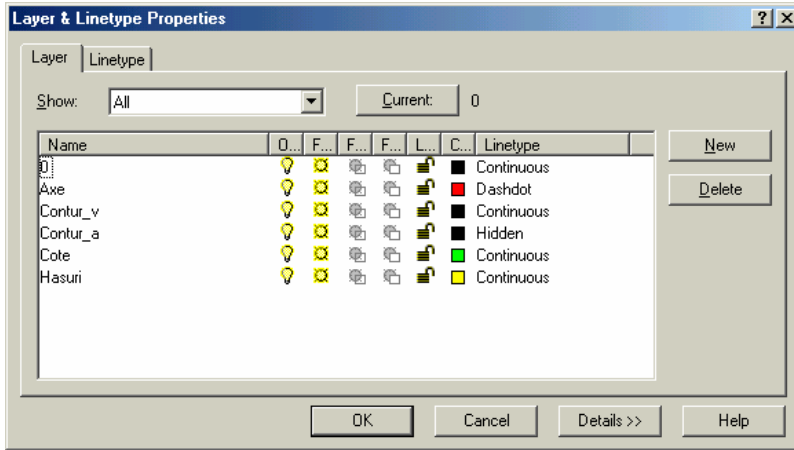 Layer & Linetype Properties
Layer Linetype
Show: All Current: 0
Name O... F... F... F... L... C... Linetype
0 Continuous
Axe Dashdot
Contur_v Continuous
Contur_a Hidden
Cote Continuous
Hasuri Continuous
New
Delete
OK Cancel Details >> Help